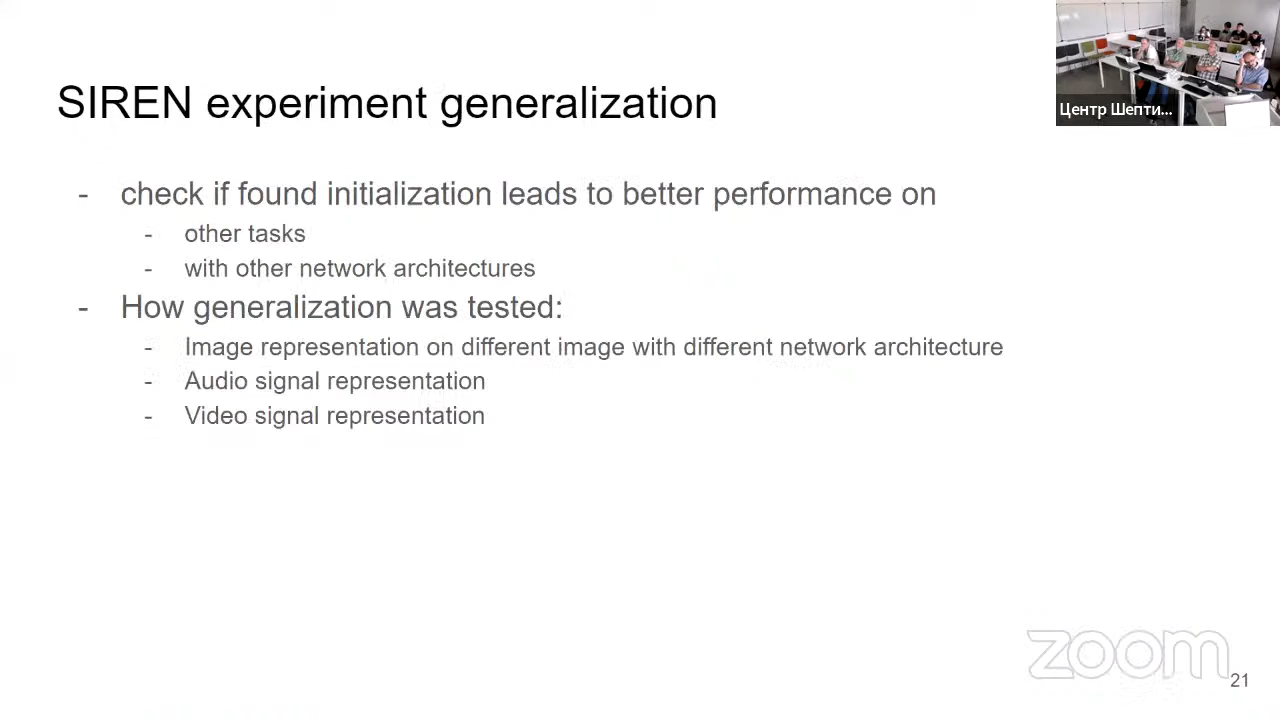 SIREN experiment generalization
Центр Шепти...
- check if found initialization leads to better performance on
- other tasks
- with other network architectures
- How generalization was tested:
- Image representation on different image with different network architecture
- Audio signal representation
- Video signal representation
zoom
21